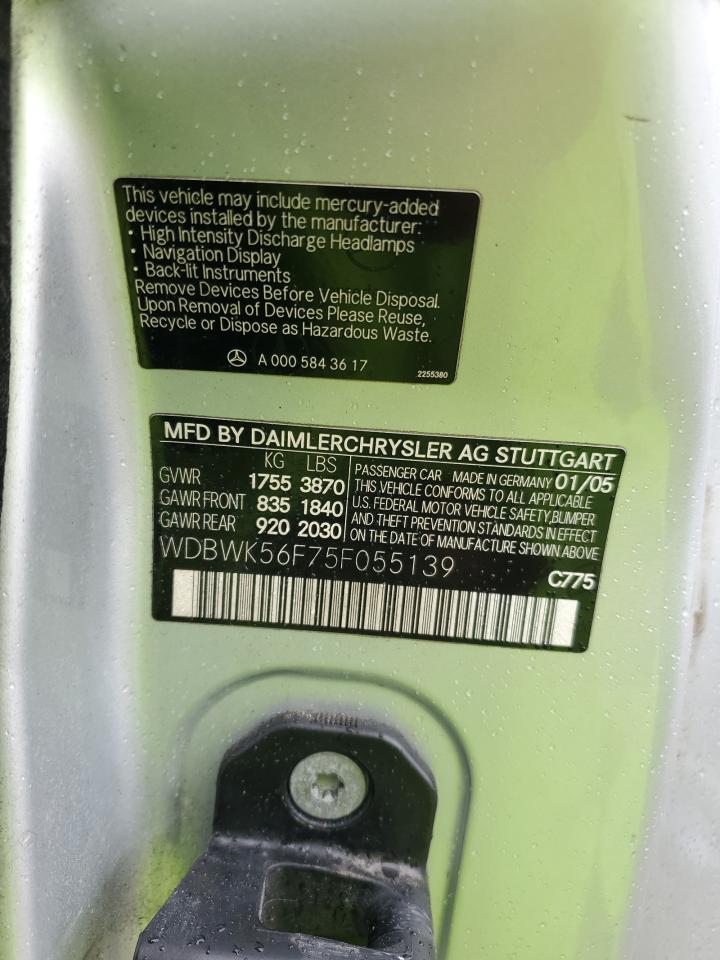 This vehicle may include mercury-added
devices installed by the manufacturer:
• High Intensity Discharge Headlamps
• Navigation Display
• Back-lit Instruments
Remove Devices Before Vehicle Disposal.
Upon Removal of Devices Please Reuse,
Recycle or Dispose as Hazardous Waste.
A 000 584 36 17
2255380
MFD BY DAIMLERCHRYSLER AG STUTTGART
KG LBS
GVWR 1755 3870
GAWR FRONT 835 1840
GAWR REAR 920 2030
PASSENGER CAR MADE IN GERMANY 01/05
THIS VEHICLE CONFORMS TO ALL APPLICABLE
U.S. FEDERAL MOTOR VEHICLE SAFETY,BUMPER
AND THEFT PREVENTION STANDARDS IN EFFECT
ON THE DATE OF MANUFACTURE SHOWN ABOVE
WDBWK56F75F055139
C775